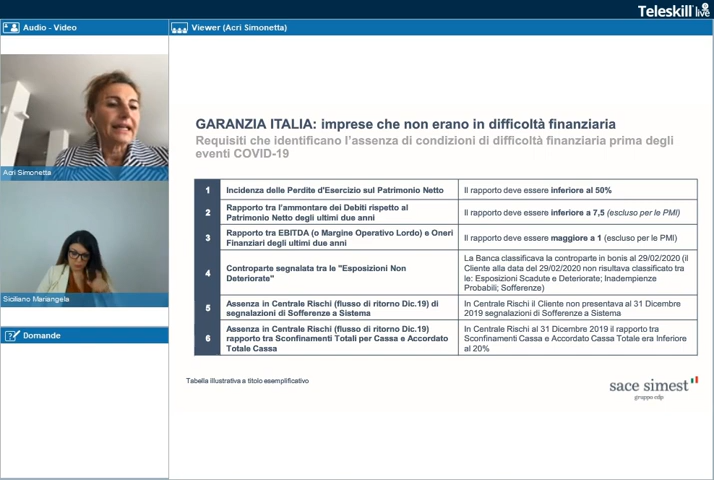 Teleskill live
Audio - Video
Viewer (Acri Simonetta)
Acri Simonetta
Siciliano Mariangela
Domande
GARANZIA ITALIA: imprese che non erano in difficoltà finanziaria
Requisiti che identificano l'assenza di condizioni di difficoltà finanziaria prima degli
eventi COVID-19
1
Incidenza delle Perdite d'Esercizio sul Patrimonio Netto
Il rapporto deve essere inferiore al 50%
2
Rapporto tra l'ammontare dei Debiti rispetto al
Patrimonio Netto degli ultimi due anni
Il rapporto deve essere inferiore a 7,5 (escluso per le PMI)
3
Rapporto tra EBITDA (o Margine Operativo Lordo) e Oneri
Finanziari degli ultimi due anni
Il rapporto deve essere maggiore a 1 (escluso per le PMI)
4
Controparte segnalata tra le "Esposizioni Non
Deteriorate"
La Banca classificava la controparte in bonis al 29/02/2020 (il
Cliente alla data del 29/02/2020 non risultava classificato tra
le: Esposizioni Scadute e Deteriorate; Inadempienze
Probabili; Sofferenze)
5
Assenza in Centrale Rischi (flusso di ritorno Dic.19) di
segnalazioni di Sofferenze a Sistema
In Centrale Rischi il Cliente non presentava al 31 Dicembre
2019 segnalazioni di Sofferenze a Sistema
6
Assenza in Centrale Rischi (flusso di ritorno Dic.19)
rapporto tra Sconfinamenti Totali per Cassa e Accordato
Totale Cassa
In Centrale Rischi al 31 Dicembre 2019 il rapporto tra
Sconfinamenti Cassa e Accordato Cassa Totale era Inferiore
al 20%
Tabella illustrativa a titolo esemplificativo
sace simest
gruppo cdp